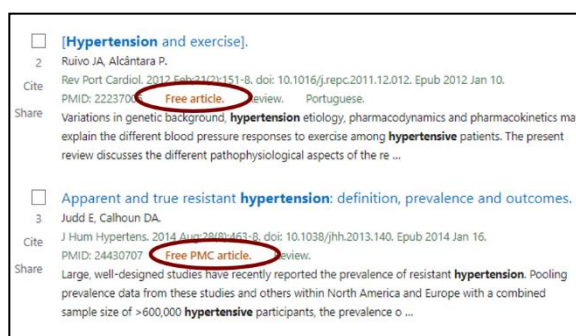 [Hypertension and exercise].
2
Ruivo JA, Alcântara P.
Cite
Rev Port Cardiol. 2012 Feb;31(2):151-8. doi: 10.1016/j.repc.2011.12.012. Epub 2012 Jan 10.
PMID: 2223700 Free article. Review. Portuguese.
Share
Variations in genetic background, hypertension etiology, pharmacodynamics and pharmacokinetics may
explain the different blood pressure responses to exercise among hypertensive patients. The present
review discusses the different pathophysiological aspects of the re ...
Apparent and true resistant hypertension: definition, prevalence and outcomes.
3
Judd E, Calhoun DA.
Cite
J Hum Hypertens. 2014 Aug;28(8):463-8. doi: 10.1038/jhh.2013.140. Epub 2014 Jan 16.
PMID: 24430707 Free PMC article. Review.
Share
Large, well-designed studies have recently reported the prevalence of resistant hypertension. Pooling
prevalence data from these studies and others within North America and Europe with a combined
sample size of >600,000 hypertensive participants, the prevalence o ...